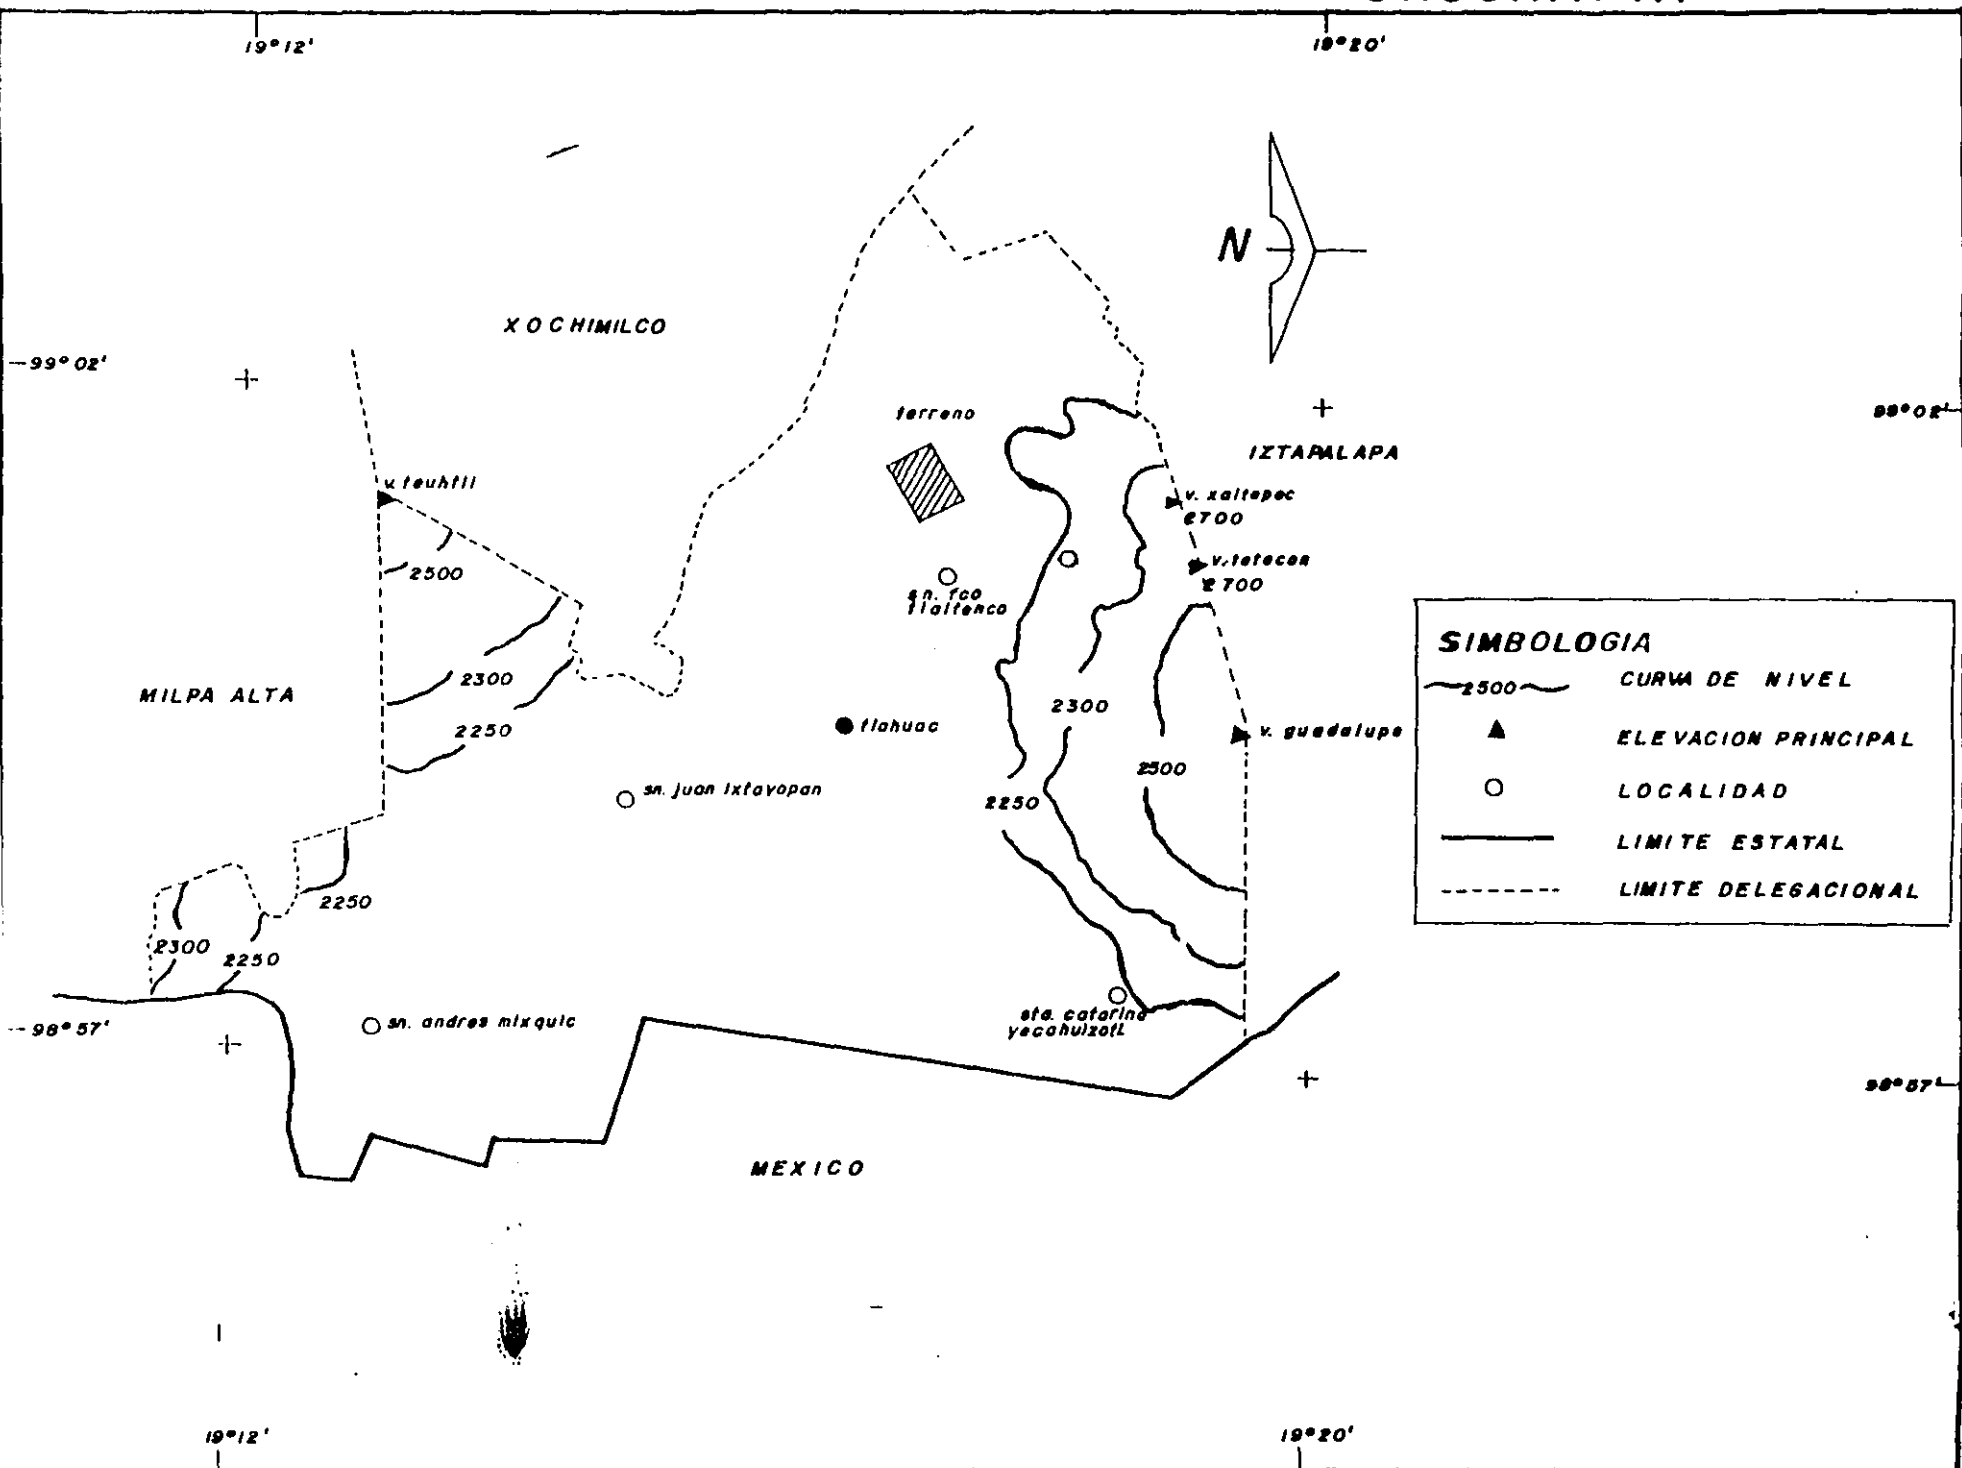 19°12'
19°20'
N
XOCHIMILCO
99°02'
99°02'
terreno
IZTAPALAPA
v. teuhtli
v. xaltepec
2700
v. tetecon
2700
2500
sn. fco
tlaltenco
SIMBOLOGIA
2500
CURVA DE NIVEL
ELEVACION PRINCIPAL
LOCALIDAD
LIMITE ESTATAL
LIMITE DELEGACIONAL
2300
MILPA ALTA
2300
2250
tlahuac
v. guadalupe
2500
sn. juan ixtayopan
2250
2250
2300
2250
sta. catarina
yecahuizotl
sn. andres mixquic
98°57'
98°57'
MEXICO
19°12'
19°20'